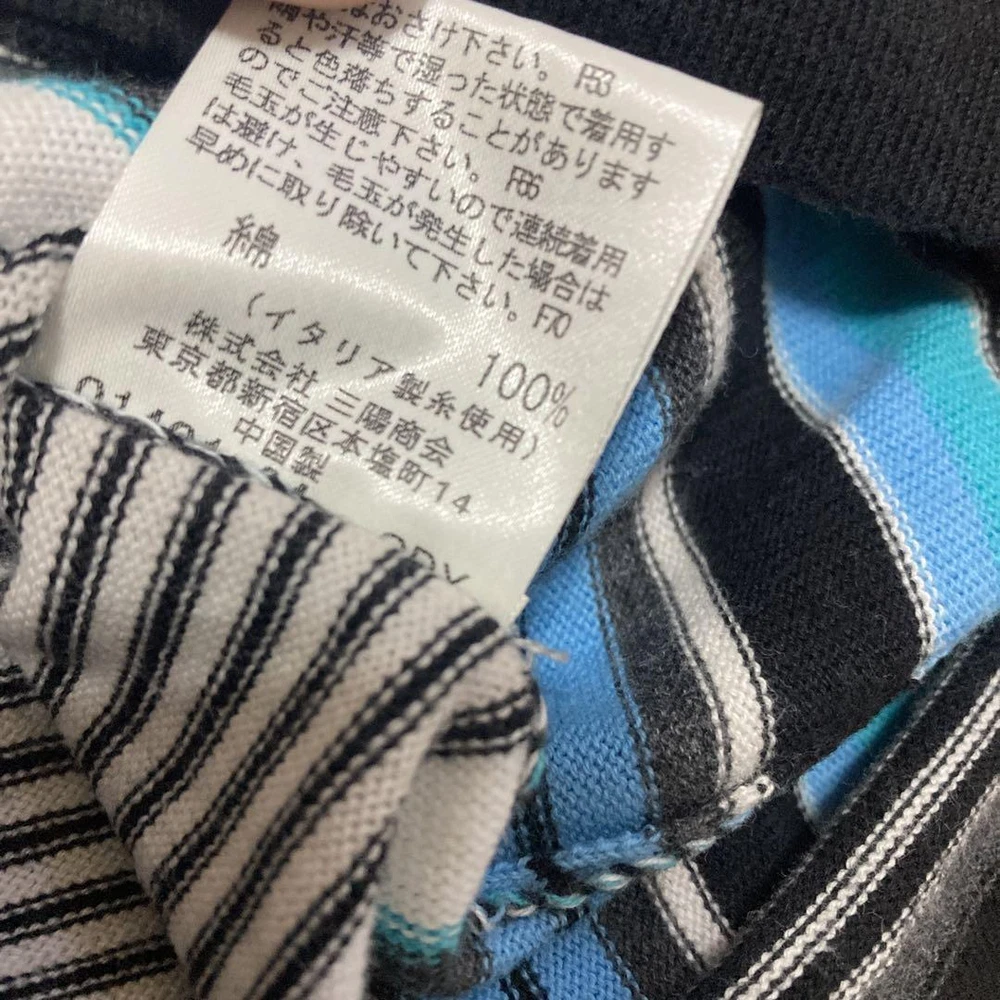 なおさけ下さい。F53
や汗等で湿った状態で着用す
ると色落ちすることがあります
のでご注意下さい。F66
毛玉が生じやすいので連続着用
は避け、毛玉が発生した場合は
早めに取り除いて下さい。F70
綿 100%
(イタリア製糸使用)
株式会社 三陽商会
東京都新宿区本塩町14
中国製